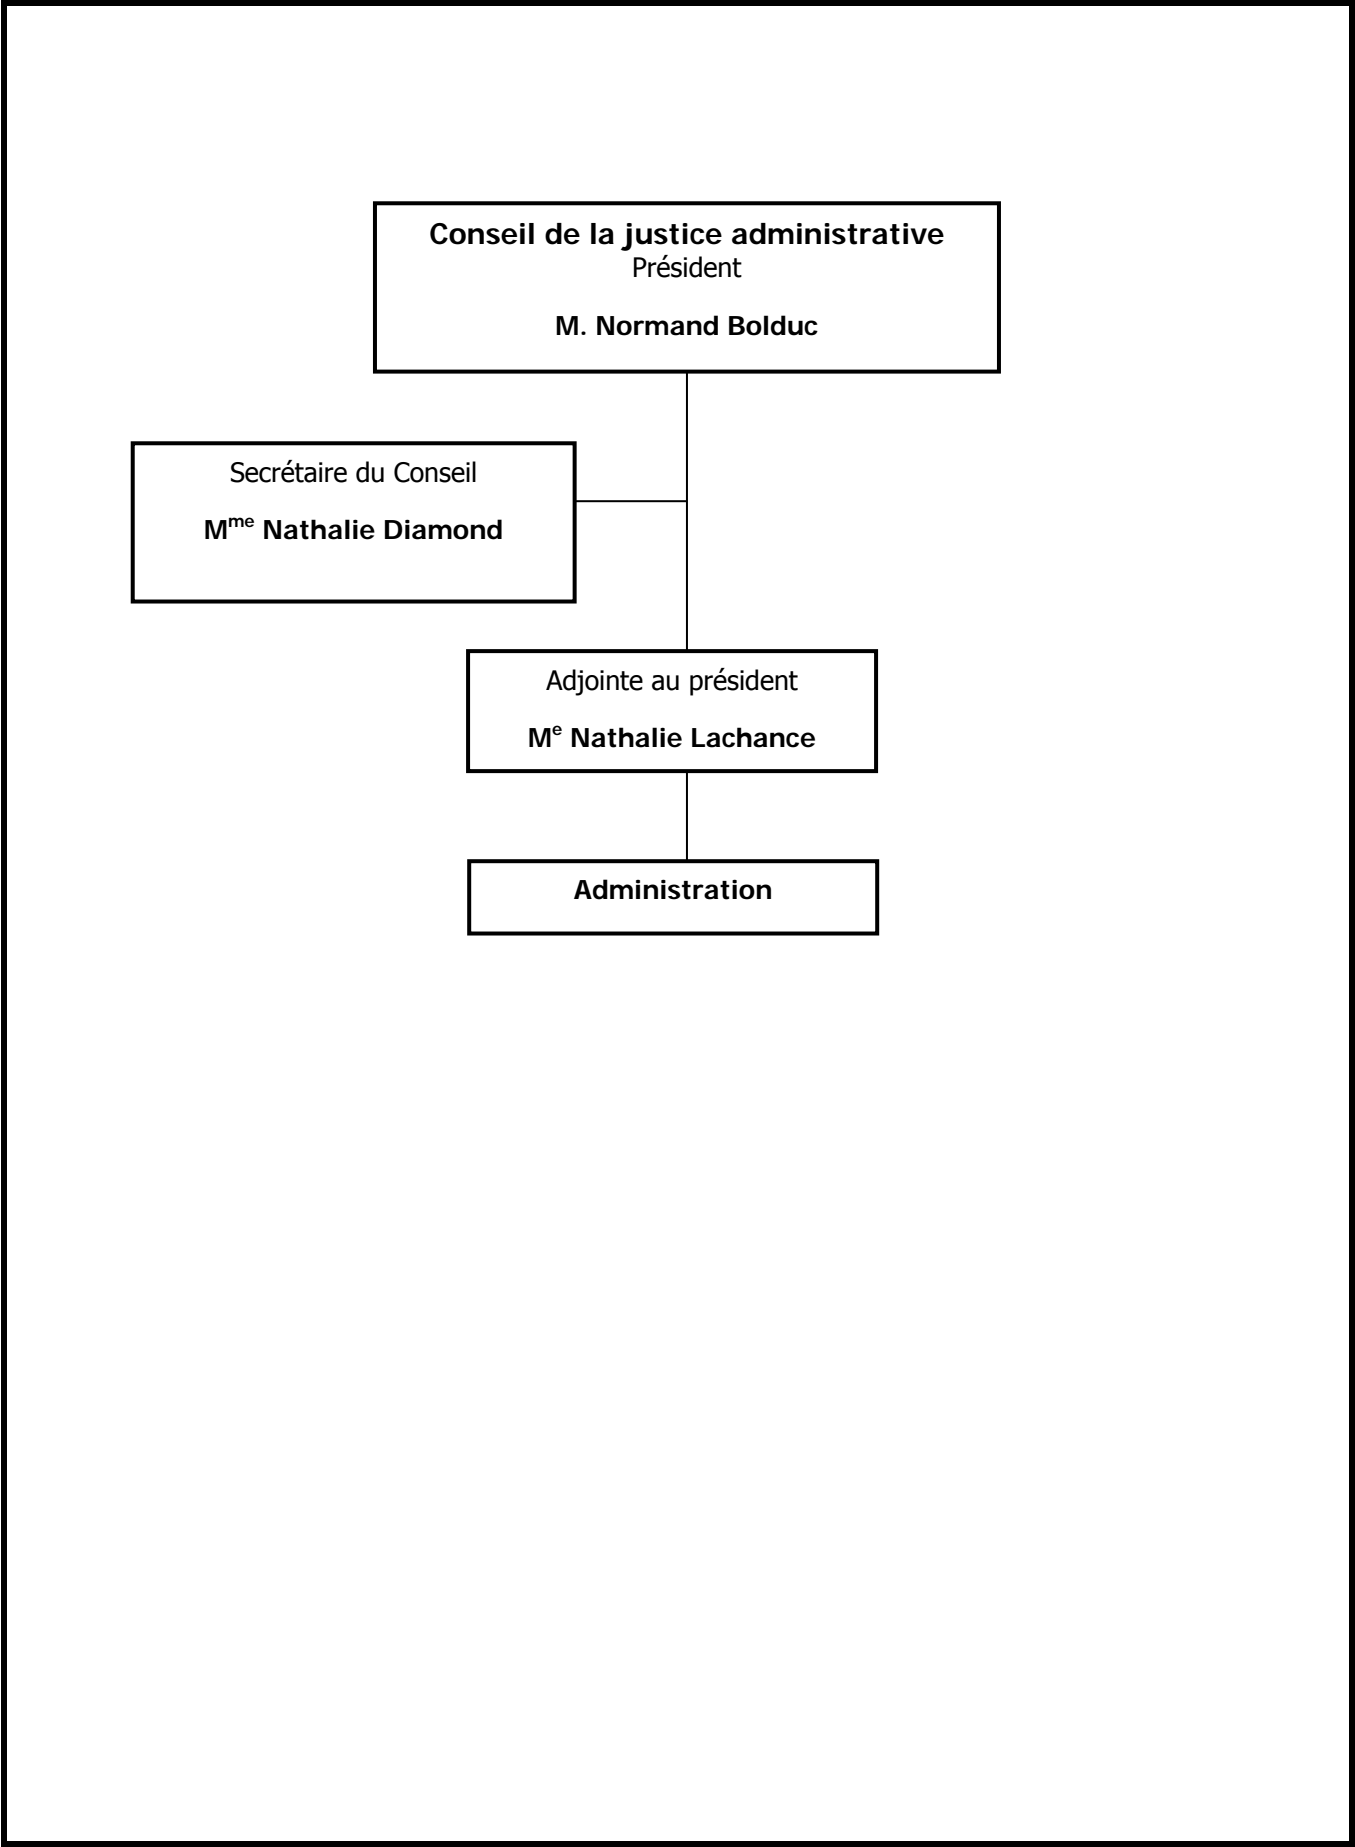 Conseil de la justice administrative
Président
M. Normand Bolduc
Secrétaire du Conseil
Mme Nathalie Diamond
Adjointe au président
Me Nathalie Lachance
Administration